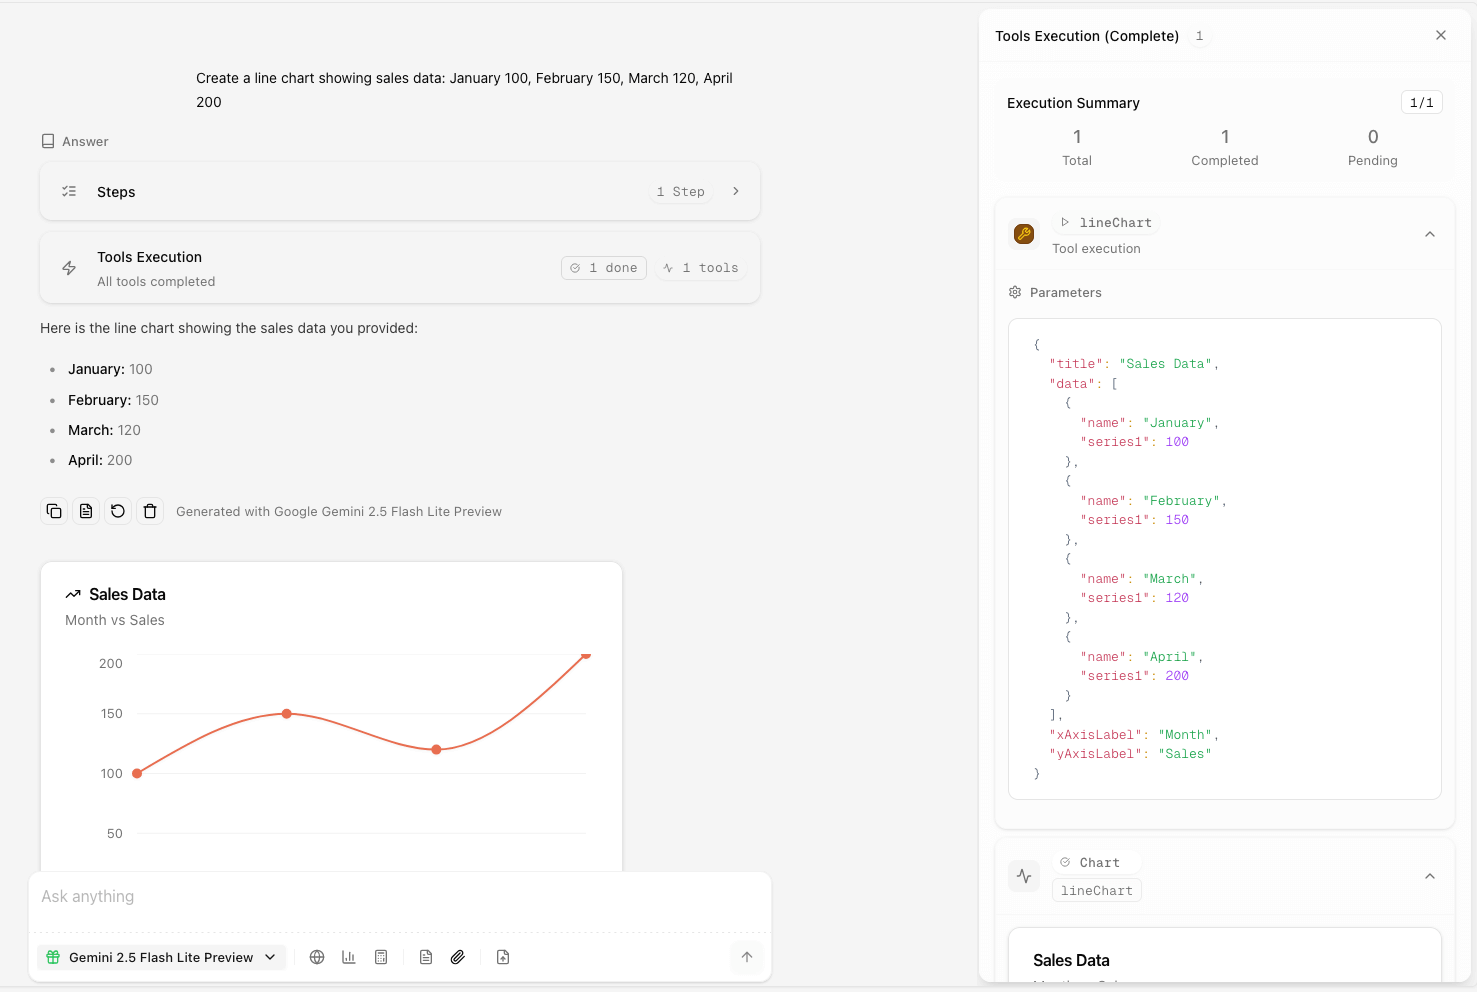 Create a line chart showing sales data: January 100, February 150, March 120, April
200
Answer
Steps
1 Step
Tools Execution
All tools completed
1 done
1 tools
Here is the line chart showing the sales data you provided:
January: 100
February: 150
March: 120
April: 200
Generated with Google Gemini 2.5 Flash Lite Preview
Sales Data
Month vs Sales
200
150
100
50
Ask anything
Gemini 2.5 Flash Lite Preview
Tools Execution (Complete) 1
Execution Summary
1/1
1
Total
1
Completed
0
Pending
lineChart
Tool execution
Parameters
{
"title": "Sales Data",
"data": [
{
"name": "January",
"series1": 100
},
{
"name": "February",
"series1": 150
},
{
"name": "March",
"series1": 120
},
{
"name": "April",
"series1": 200
}
],
"xAxisLabel": "Month",
"yAxisLabel": "Sales"
}
Chart
lineChart
Sales Data